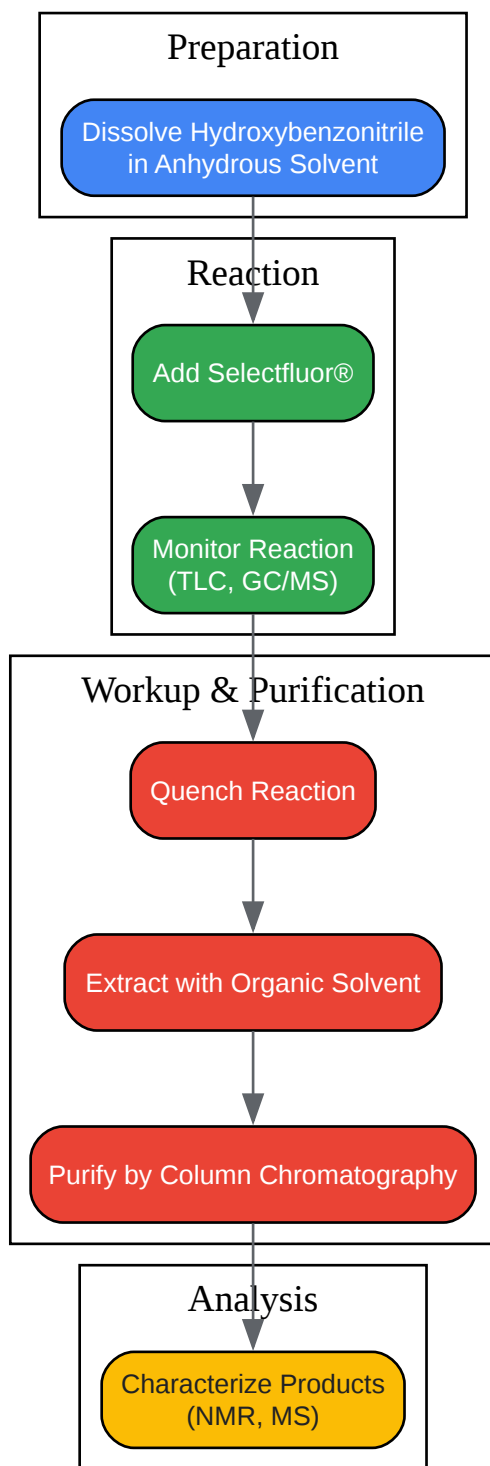 Preparation
Dissolve Hydroxybenzonitrile
in Anhydrous Solvent
Reaction
Add Selectfluor®
Monitor Reaction
(TLC, GC/MS)
Workup & Purification
Quench Reaction
Extract with Organic Solvent
Purify by Column Chromatography
Analysis
Characterize Products
(NMR, MS)